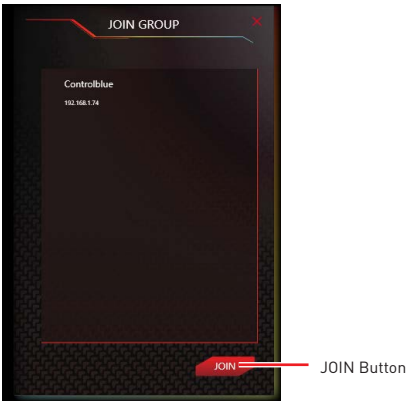 JOIN GROUP
Controlblue
192.168.1.74
JOIN
JOIN Button